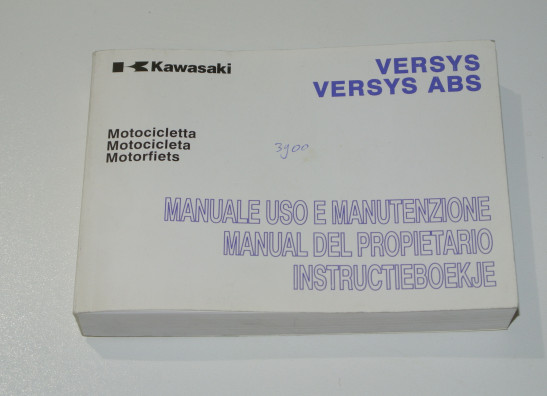 Kawasaki
VERSYS
VERSYS ABS
Motocicletta
Motocicleta
Motorfiets
MANUALE USO E MANUTENZIONE
MANUAL DEL PROPIETARIO
INSTRUCTIEBOEKJE